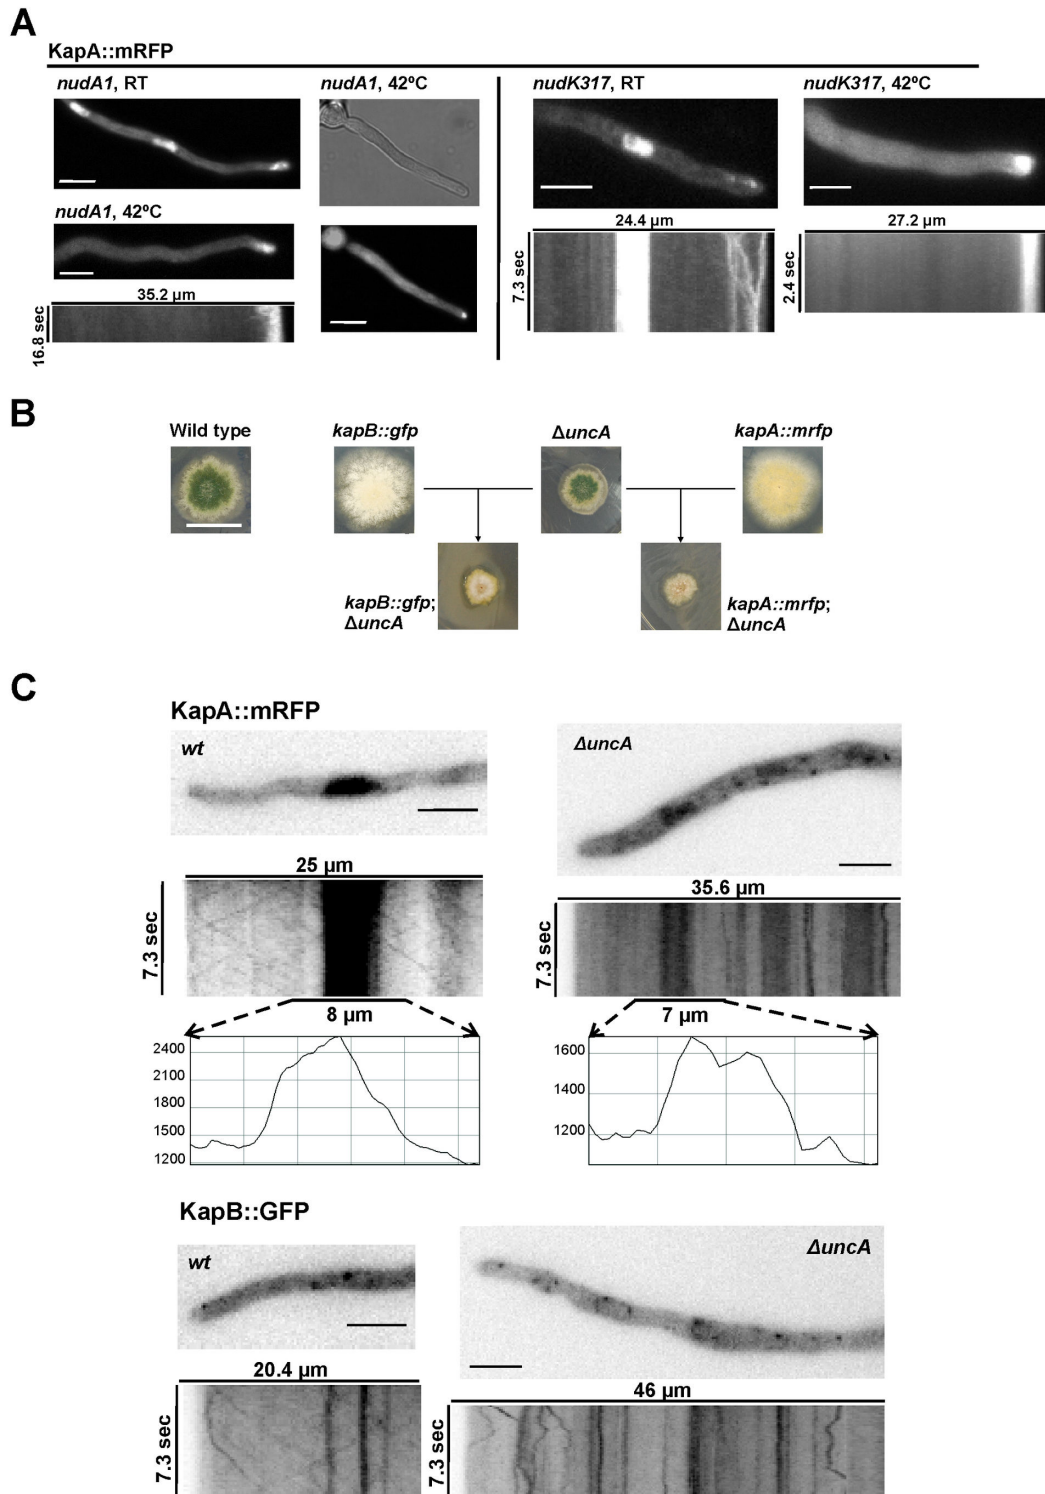 A
KapA::mRFP
nudA1, RT
nudA1, 42ºC
nudK317, RT
nudK317, 42ºC
nudA1, 42ºC
24.4 µm
27.2 µm
7.3 sec
2.4 sec
35.2 µm
16.8 sec
B
Wild type
kapB::gfp
ΔuncA
kapA::mrfp
kapB::gfp;
ΔuncA
kapA::mrfp;
ΔuncA
C
KapA::mRFP
wt
ΔuncA
25 µm
35.6 µm
7.3 sec
7.3 sec
8 µm
7 µm
2400
2100
1800
1500
1200
1600
1400
1200
KapB::GFP
wt
ΔuncA
20.4 µm
46 µm
7.3 sec
7.3 sec